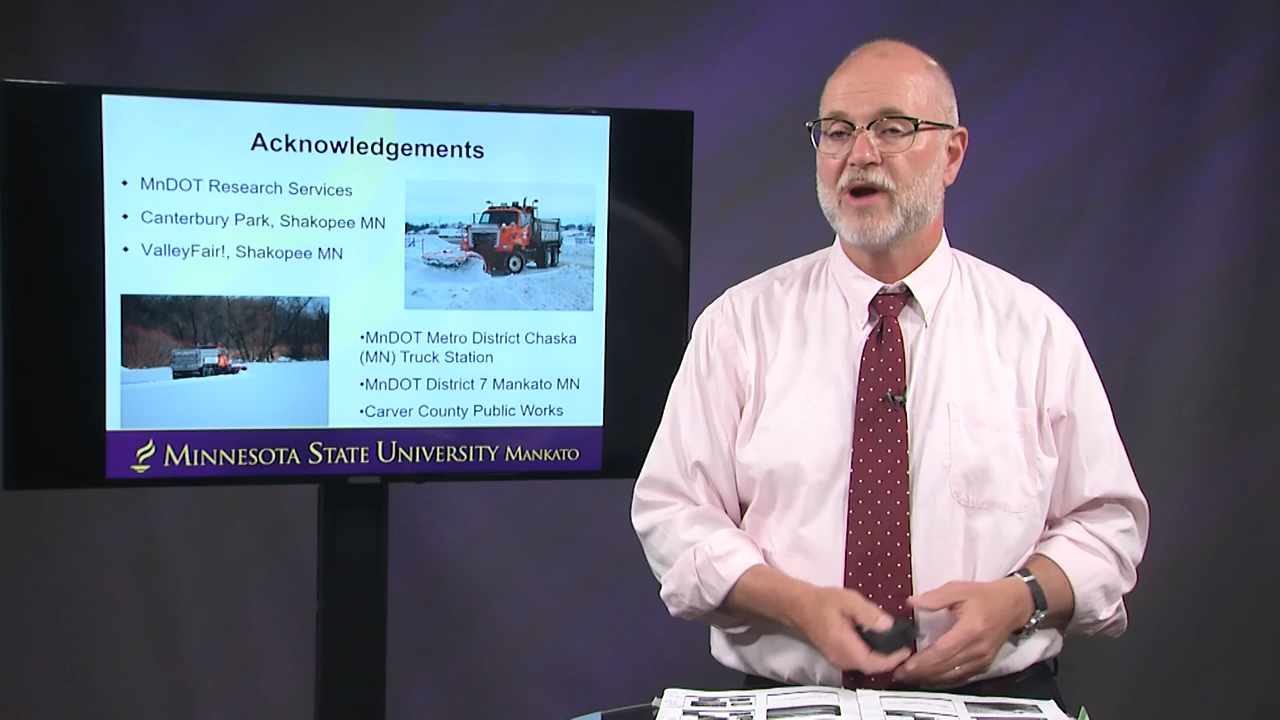 Acknowledgements
MnDOT Research Services
Canterbury Park, Shakopee MN
ValleyFair!, Shakopee MN
•MnDOT Metro District Chaska
(MN) Truck Station
•MnDOT District 7 Mankato MN
•Carver County Public Works
MINNESOTA STATE UNIVERSITY MANKATO